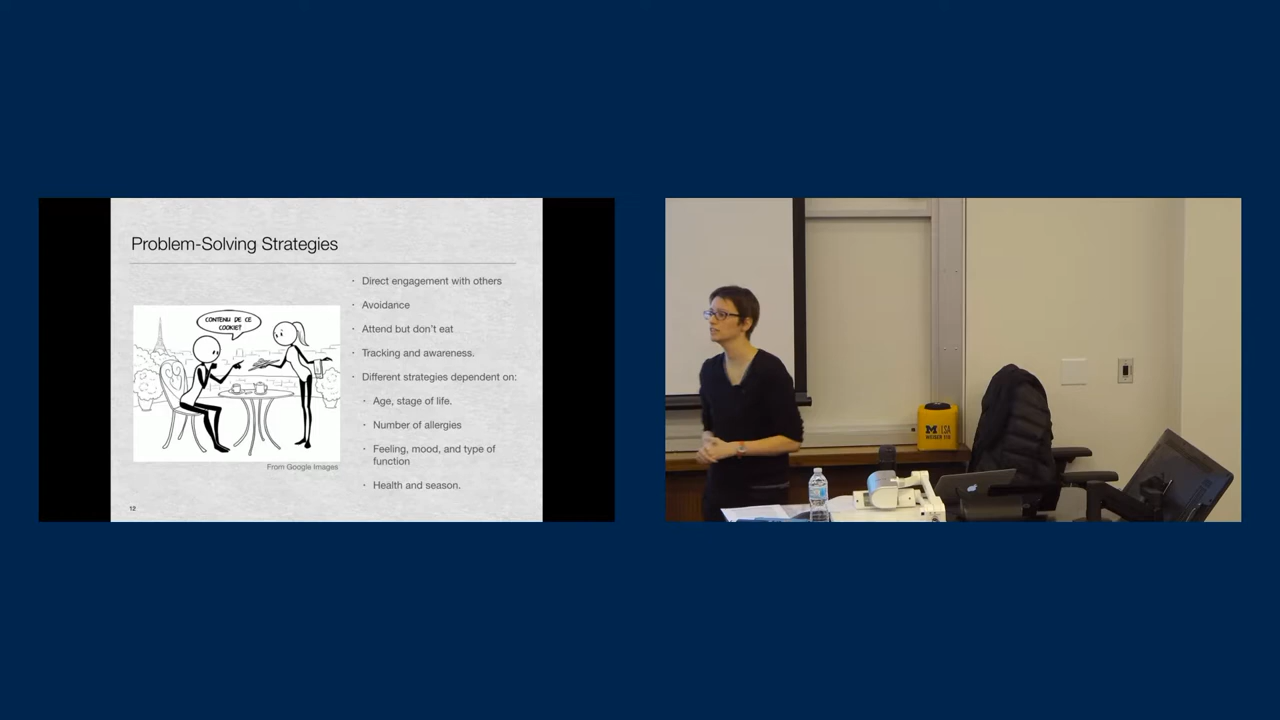 Problem-Solving Strategies
CONTENU DE CE
COOKIE?
From Google Images
12
· Direct engagement with others
· Avoidance
· Attend but don't eat
· Tracking and awareness.
· Different strategies dependent on:
· Age, stage of life.
· Number of allergies
· Feeling, mood, and type of
function
· Health and season.
M LSA
WEISER 110